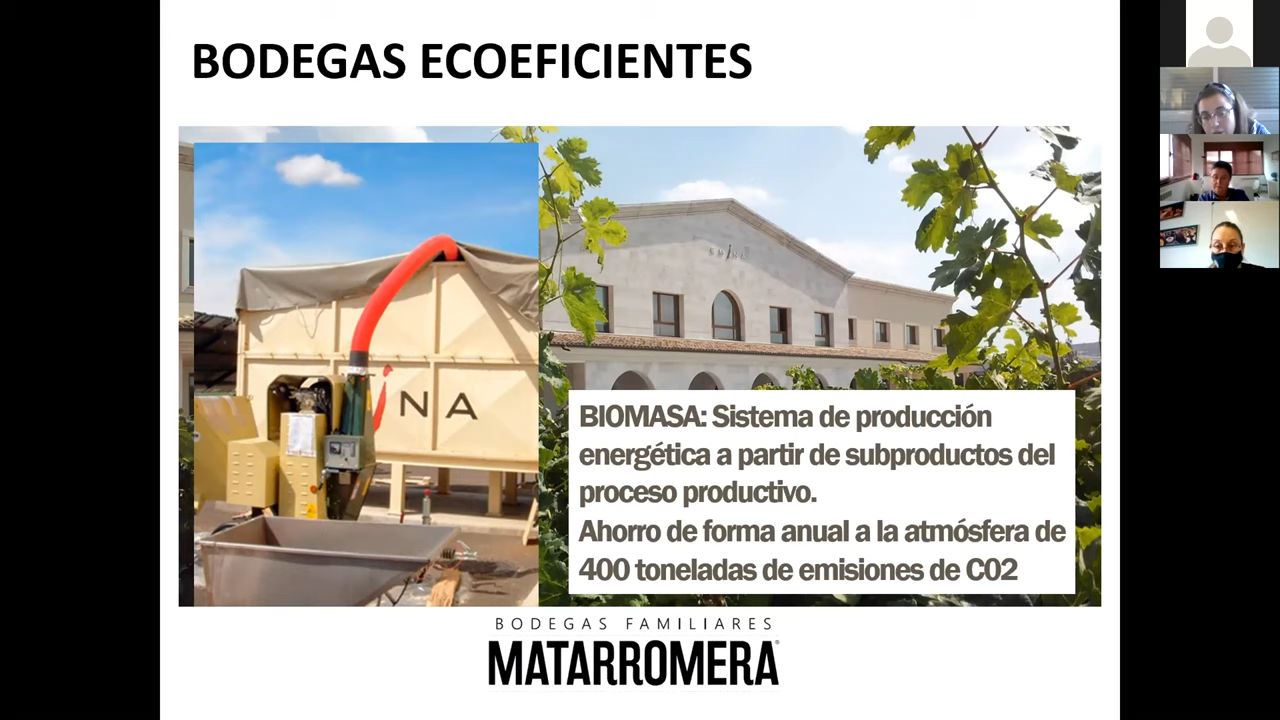 BODEGAS ECOEFICIENTES
EMINA
NA
BIOMASA: Sistema de producción
energética a partir de subproductos del
proceso productivo.
Ahorro de forma anual a la atmósfera de
400 toneladas de emisiones de C02
BODEGAS FAMILIARES
MATARROMERA